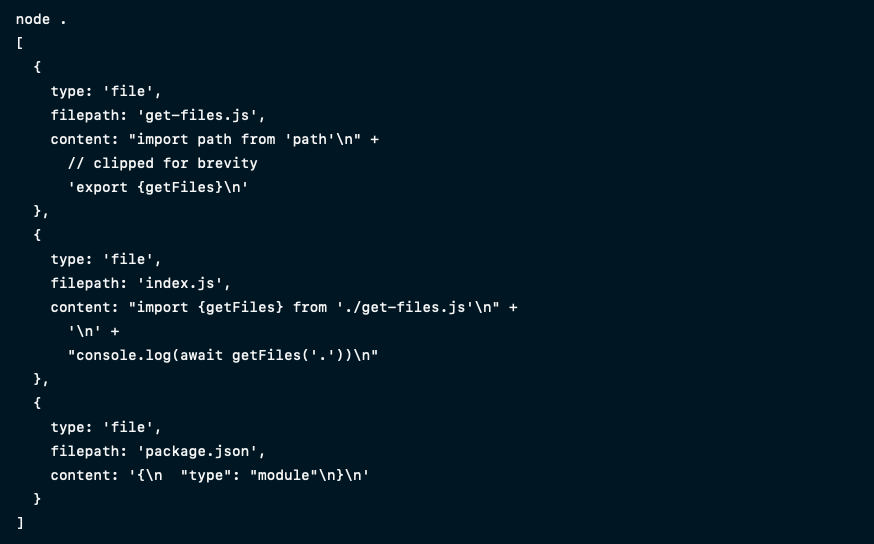 node .
[
  {
    type: 'file',
    filepath: 'get-files.js',
    content: "import path from 'path'\n" +
      // clipped for brevity
      'export {getFiles}\n'
  },
  {
    type: 'file',
    filepath: 'index.js',
    content: "import {getFiles} from './get-files.js'\n" +
      '\n' +
      "console.log(await getFiles('.'))\n"
  },
  {
    type: 'file',
    filepath: 'package.json',
    content: '{\n  "type": "module"\n}\n'
  }
]